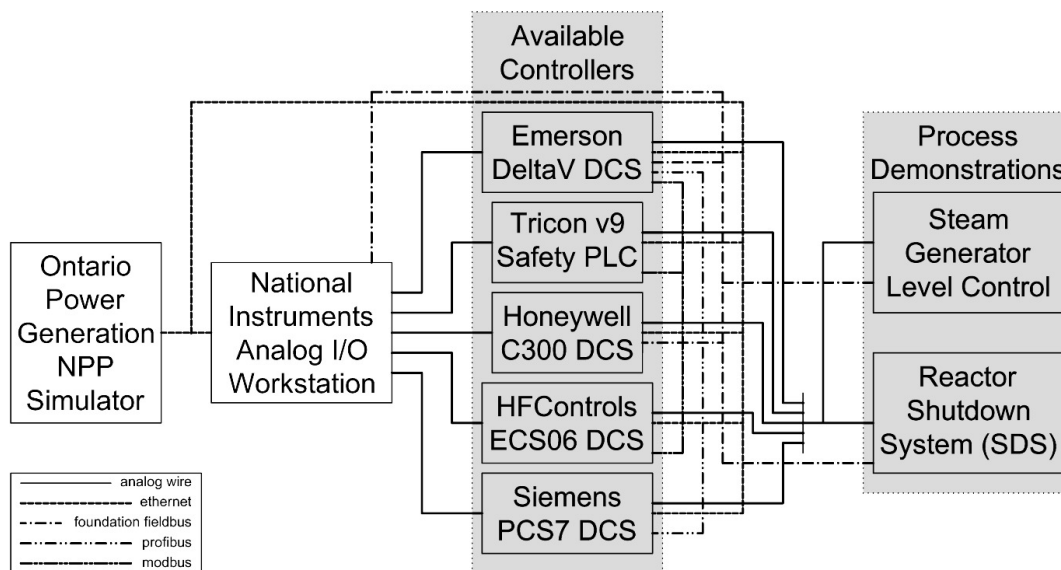 Available
Controllers
Emerson
DeltaV DCS
Process
Demonstrations
Tricon v9
Safety PLC
Steam
Generator
Level Control
Ontario
Power
Generation
NPP
Simulator
National
Instruments
Analog I/O
Workstation
Honeywell
C300 DCS
HFControls
ECS06 DCS
Reactor
Shutdown
System (SDS)
Siemens
PCS7 DCS
analog wire
ethernet
foundation fieldbus
profibus
modbus